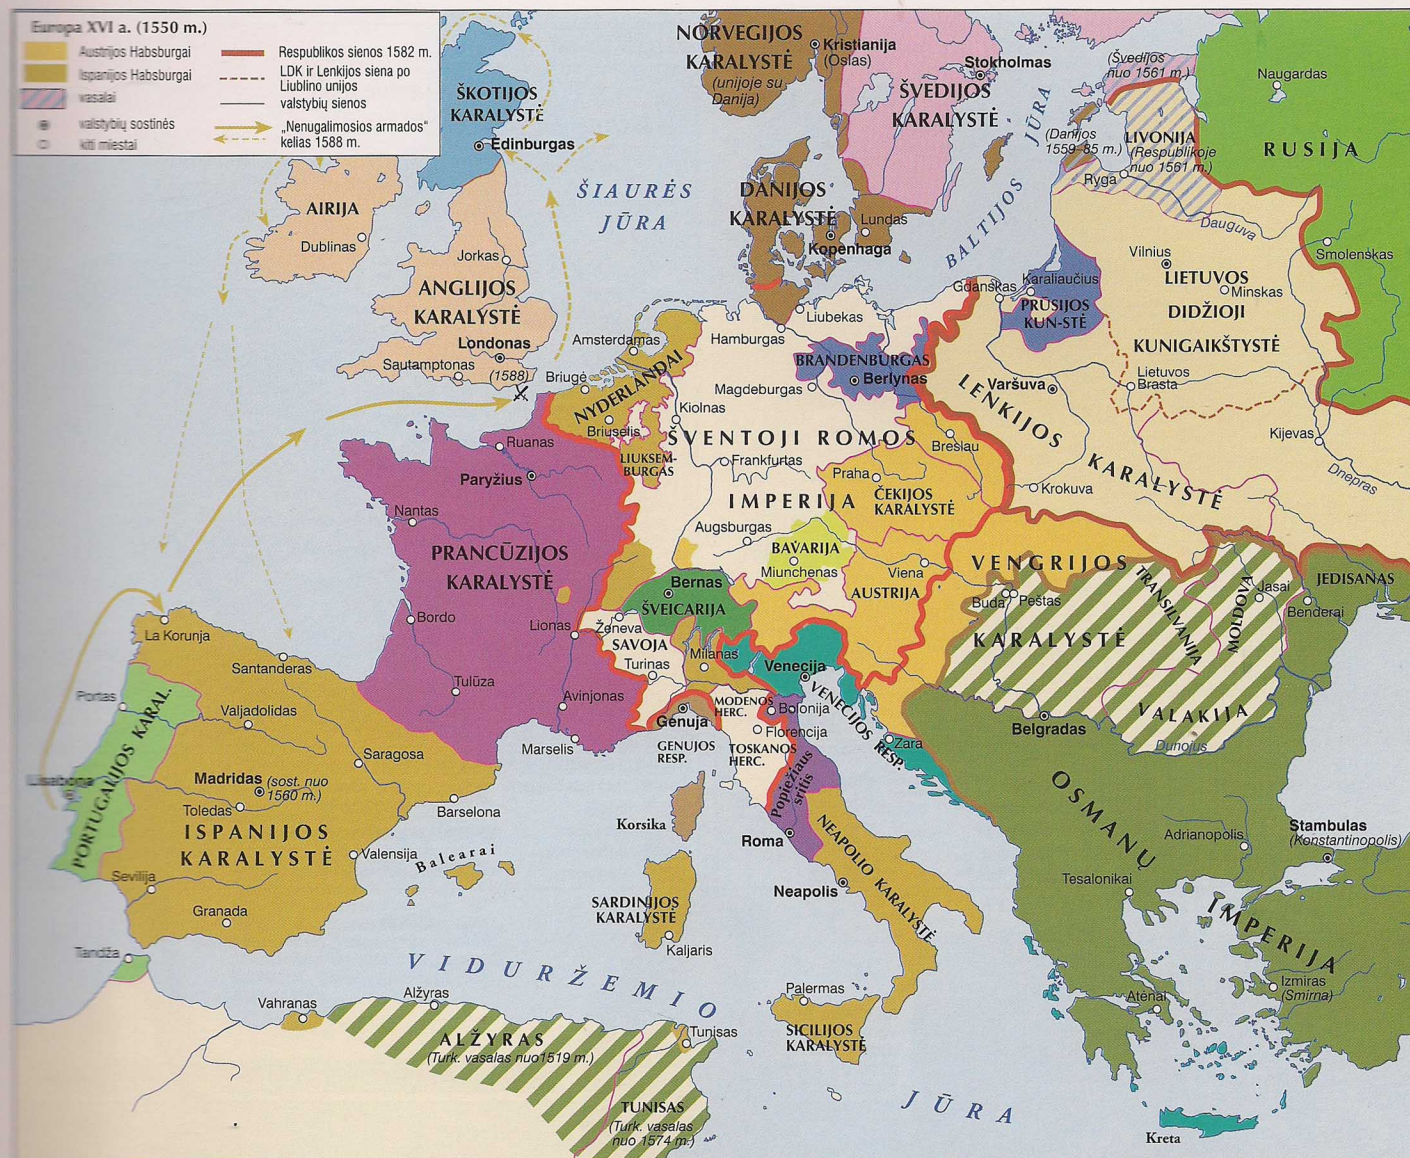 Europa XVI a. (1550 m.)
Austrijos Habsburgai
Ispanijos Habsburgai
vasalai
valstybių sostinės
kiti miestai
Respublikos sienos 1582 m.
LDK ir Lenkijos siena po
Liublino unijos
valstybių sienos
„Nenugalimosios armados“
kelias 1588 m.
NORVEGIJOS
KARALYSTĖ
(unijoje su
Danija)
Kristianija
(Oslas)
Stokholmas
ŠVEDIJOS
KARALYSTĖ
(Švedijos
nuo 1561 m.)
Naugardas
RUSIJA
ŠKOTIJOS
KARALYSTĖ
Edinburgas
(Danijos
1559–85 m.)
LIVONIJA
(Respublikoje
nuo 1561 m.)
Ryga
Dauguva
Smolenskas
ŠIAURĖS
JŪRA
BALTIJOS
JŪRA
DANIJOS
KARALYSTĖ
Lundas
Kopenhaga
AIRIJA
Dublinas
Jorkas
ANGLIJOS
KARALYSTĖ
Londonas
Sautamptonas
(1588)
Vilnius
LIETUVOS
Minskas
DIDŽIOJI
KUNIGAIKŠTYSTĖ
Gdanskas
Karaliaučius
PRŪSIJOS
KUN-STĖ
Liubekas
Hamburgas
Amsterdamas
BRANDENBURGAS
Berlynas
Magdeburgas
Briugė
NYDERLANDAI
Briuselis
Kiolnas
LIUKSEM-
BURGAS
Varšuva
Lietuvos
Brasta
LENKIJOS
KARALYSTĖ
Kijevas
Dnepras
Krokuva
Breslau
ŠVENTOJI ROMOS
IMPERIJA
Frankfurtas
Praha
ČEKIJOS
KARALYSTĖ
Augsburgas
BAVARIJA
Miunchenas
Viena
AUSTRIJA
Ruanas
Paryžius
Nantas
PRANCŪZIJOS
KARALYSTĖ
Bordo
Lionas
Tulūza
Avinjonas
Marselis
Bernas
ŠVEICARIJA
Ženeva
SAVOJA
Turinas
Milanas
Venecija
VENECIJOS RESP.
Genuja
GENUJOS
RESP.
MODENOS
HERC.
Bolonija
Florencija
TOSKANOS
HERC.
Popiežiaus
sritis
Roma
Zara
VENGRIJOS
KARALYSTĖ
Buda
Peštas
TRANSILVANIJA
MOLDOVA
Jasai
JEDISANAS
Benderai
VALAKIJA
Dunojus
Belgradas
OSMANŲ
IMPERIJA
Adrianopolis
Stambulas
(Konstantinopolis)
Tesalonikai
Izmiras
(Smirna)
Atėnai
Kreta
La Korunja
Santanderas
Portas
Valjadolidas
Saragosa
PORTUGALIJOS KARAL.
Lisabona
Madridas (sost. nuo
1560 m.)
Toledas
ISPANIJOS
KARALYSTĖ
Barselona
Valensija
Balearai
Sevilija
Granada
Tandža
Korsika
SARDINIJOS
KARALYSTĖ
Kaljaris
Neapolis
NEAPOLIO KARALYSTĖ
Palermas
SICILIJOS
KARALYSTĖ
VIDURŽEMIO
JŪRA
Vahranas
Alžyras
ALŽYRAS
(Turk. vasalas nuo1519 m.)
Tunisas
TUNISAS
(Turk. vasalas
nuo 1574 m.)